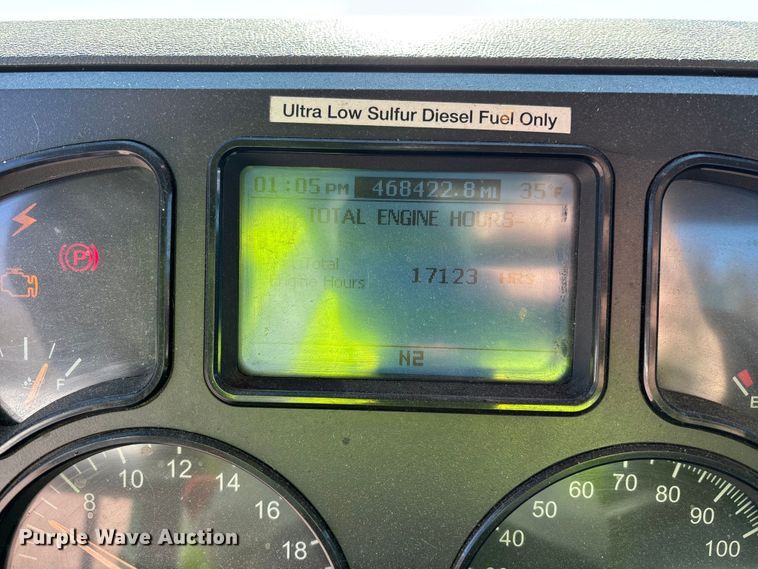 Ultra Low Sulfur Diesel Fuel Only
01:05 PM 468422.8 MI 35°F
TOTAL ENGINE HOURS
Total
Engine Hours 17123 HRS
N2
P
F
E
8 10 12 14 16 18
40 50 60 70 80 90 100
Purple Wave Auction